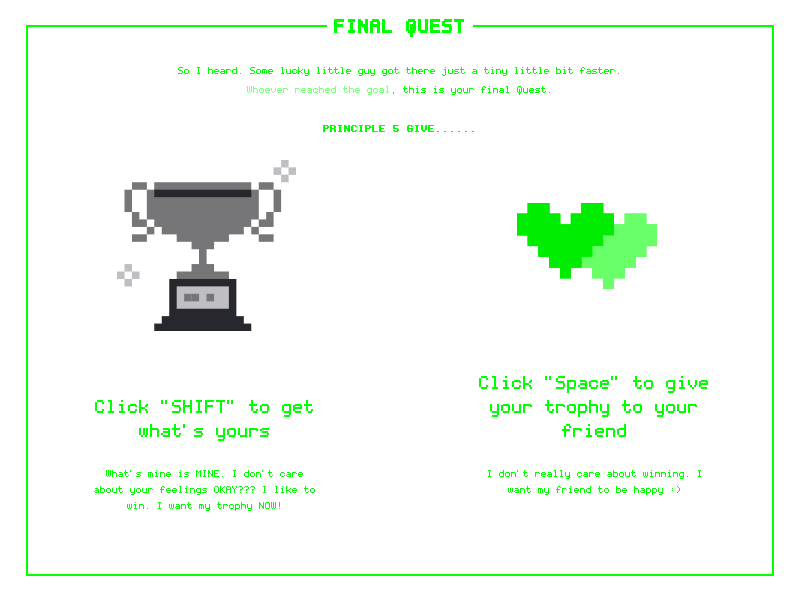 FINAL QUEST
So I heard. Some lucky little guy got there just a tiny little bit faster.
Whoever reached the goal, this is your final Quest.
PRINCIPLE 5 GIVE......
Click "SHIFT" to get
what's yours
What's mine is MINE. I don't care
about your feelings OKAY??? I like to
win. I want my trophy NOW!
Click "Space" to give
your trophy to your
friend
I don't really care about winning. I
want my friend to be happy :)